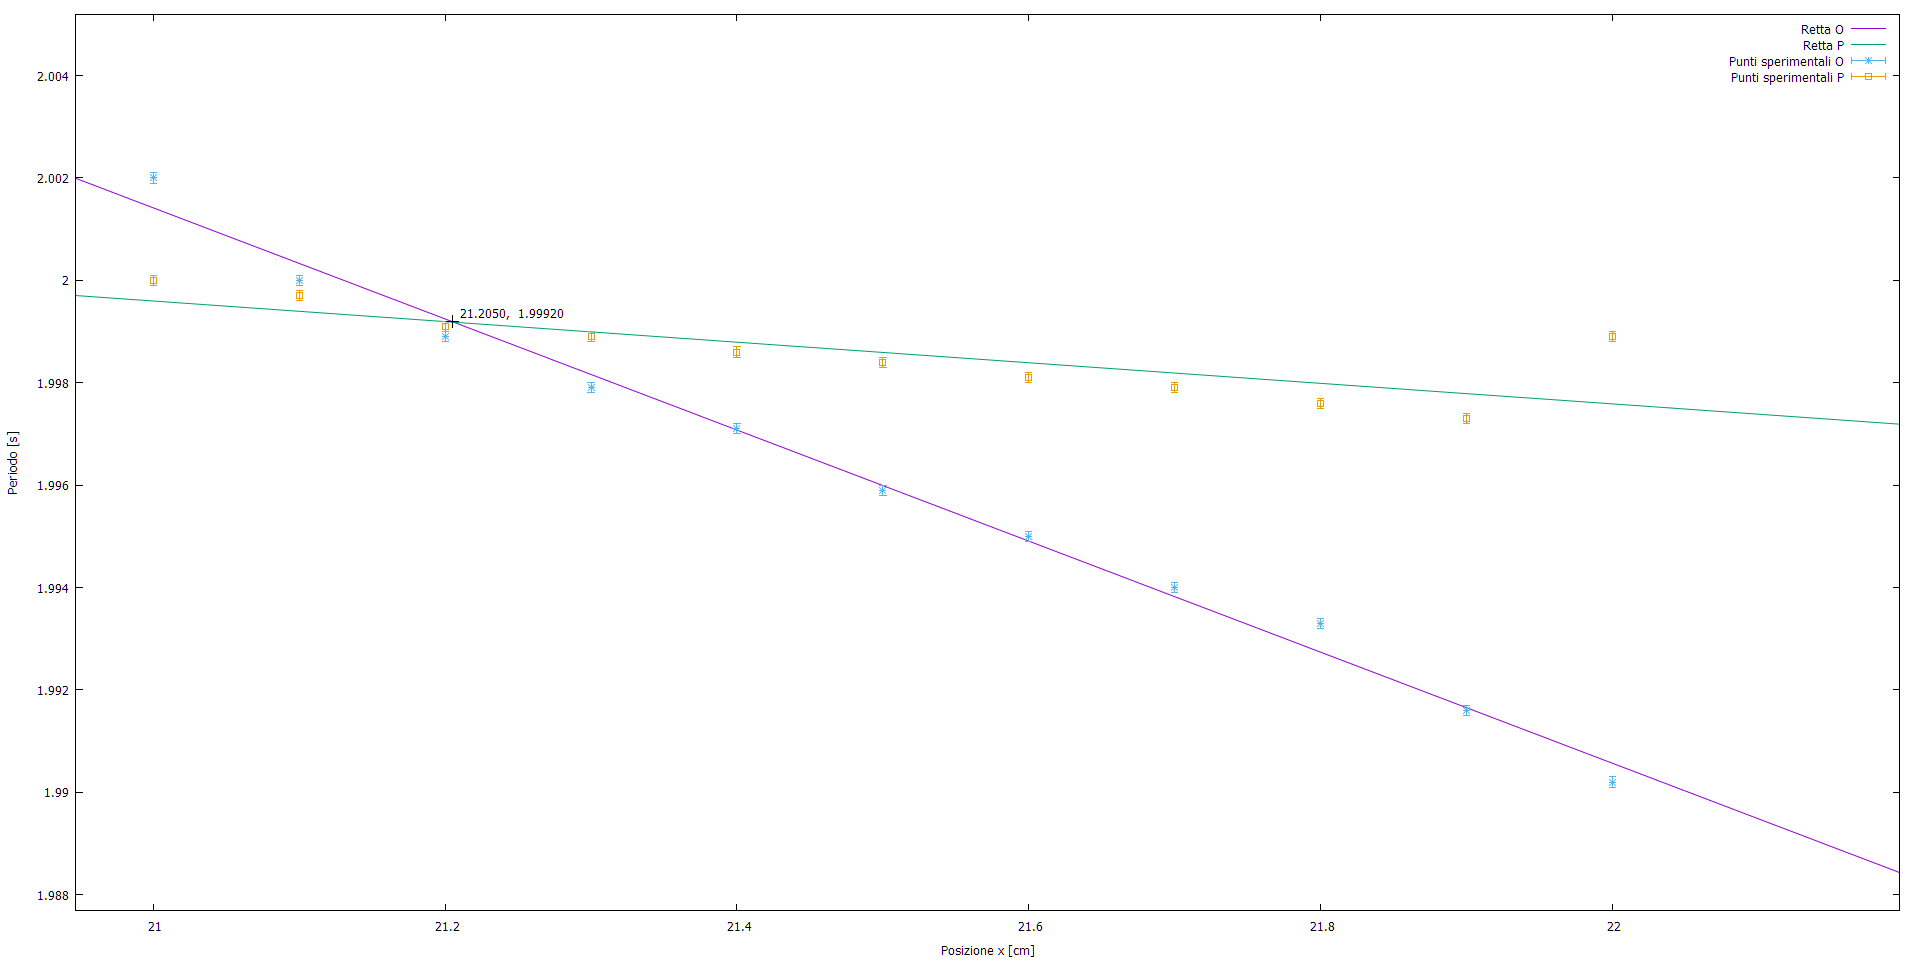 Retta O
Retta P
Punti sperimentali O
Punti sperimentali P
2.004
2.002
2
1.998
1.996
1.994
1.992
1.99
1.988
21.2050, 1.99920
Periodo [s]
21 21.2 21.4 21.6 21.8 22
Posizione x [cm]